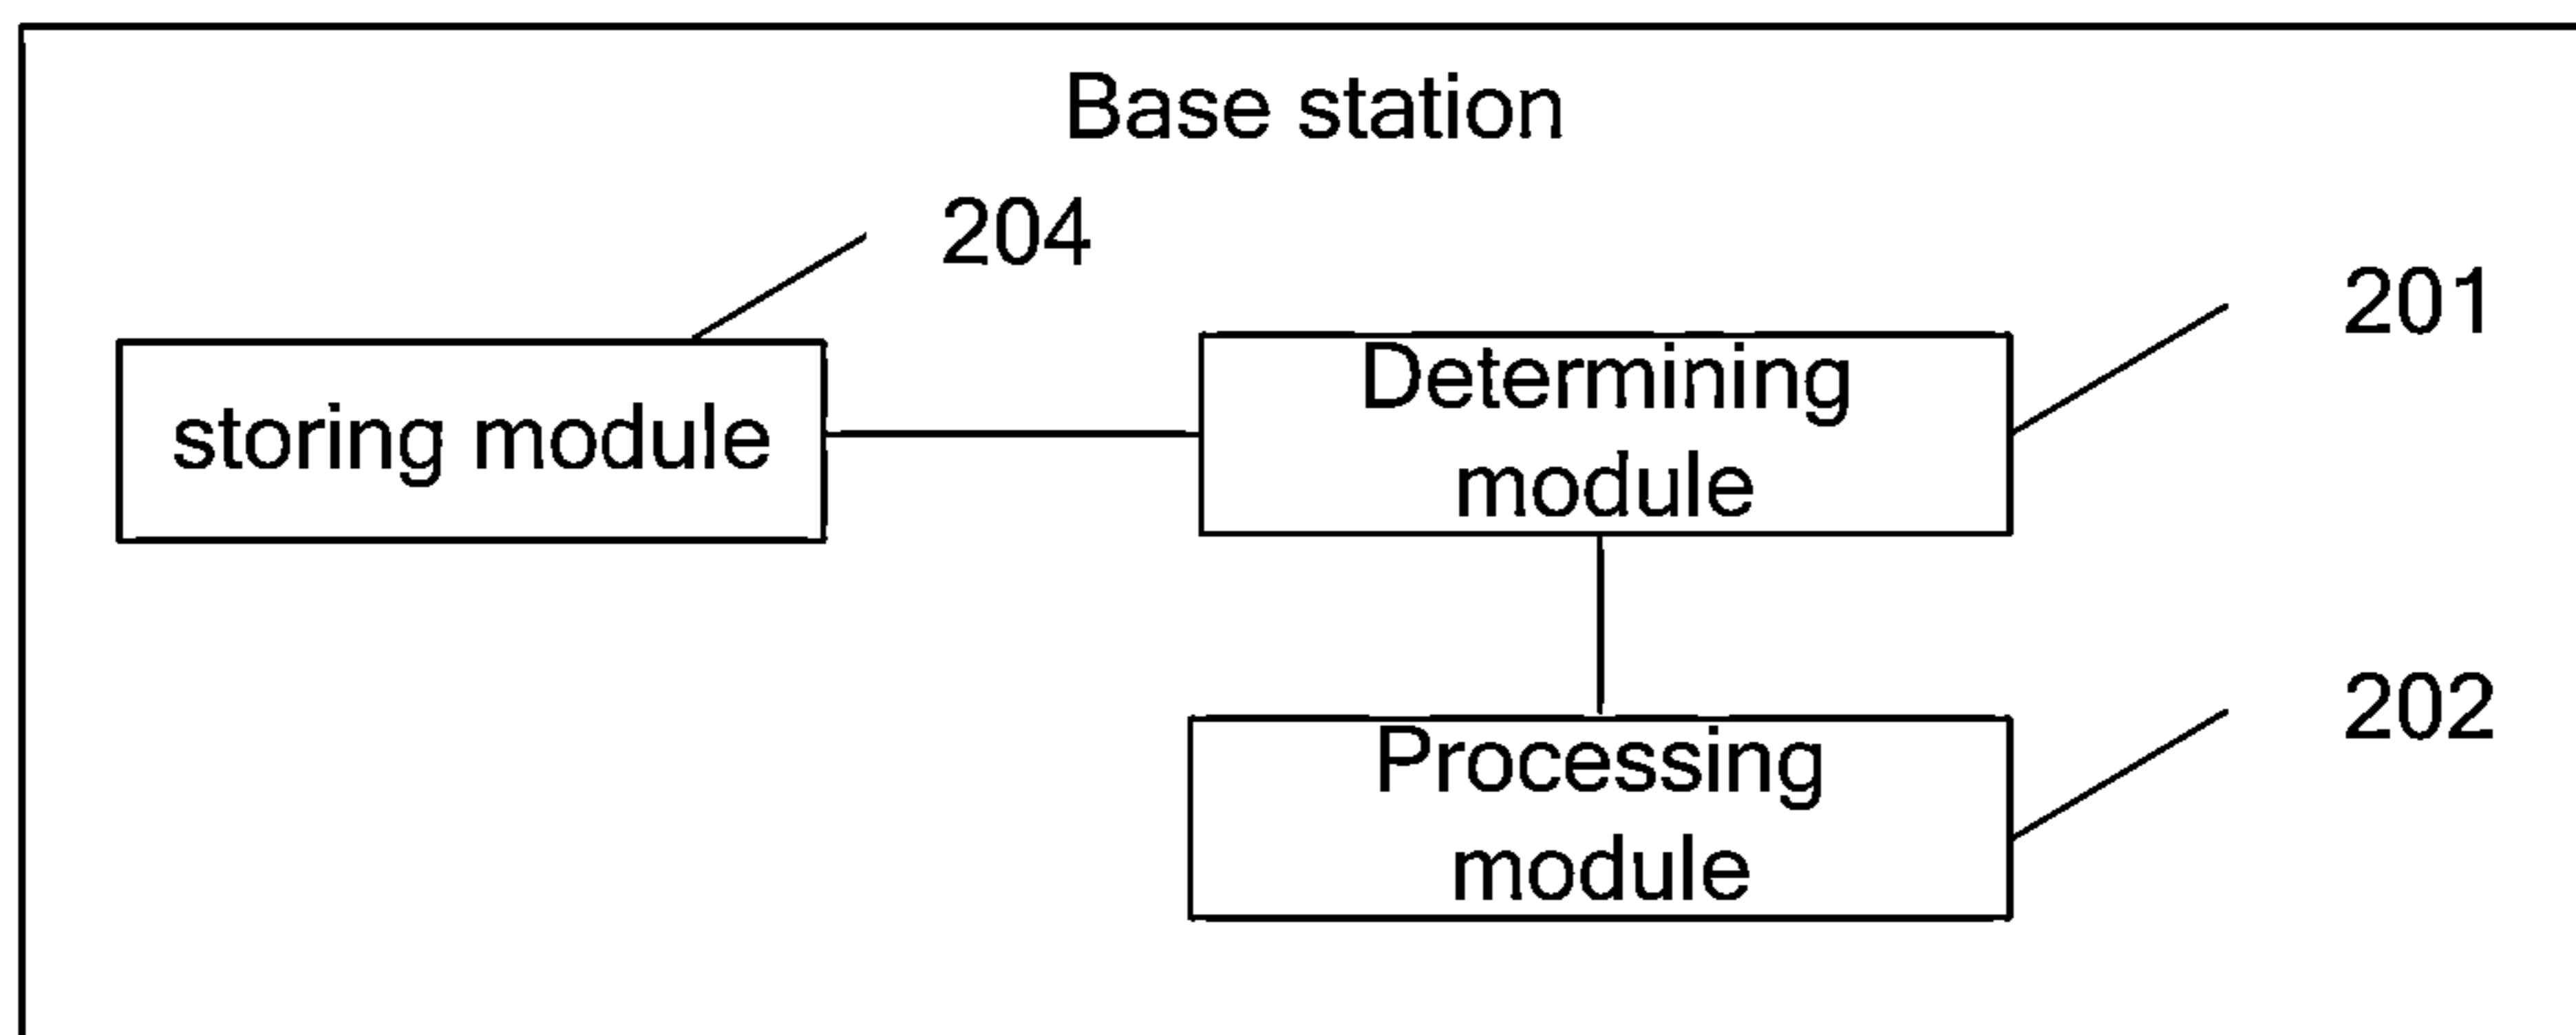 Base station
204
201
storing module
Determining
module
202
Processing
module